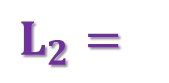 L₂ =